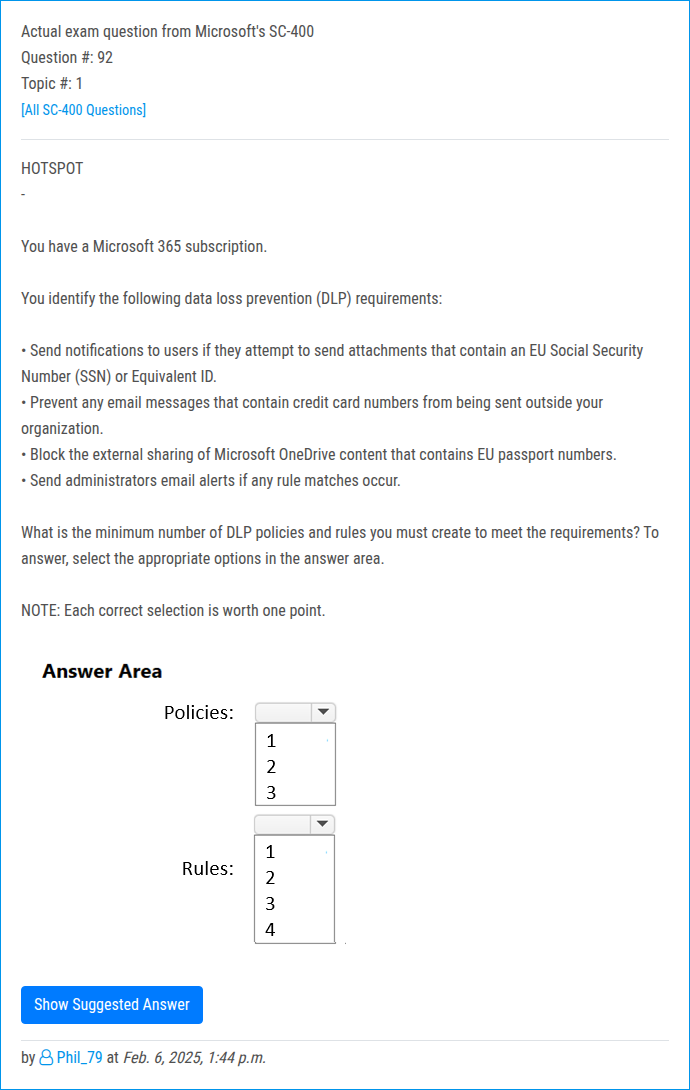 Actual exam question from Microsoft's SC-400
Question #: 92
Topic #: 1
[All SC-400 Questions]
HOTSPOT
-
You have a Microsoft 365 subscription.
You identify the following data loss prevention (DLP) requirements:
• Send notifications to users if they attempt to send attachments that contain an EU Social Security
Number (SSN) or Equivalent ID.
• Prevent any email messages that contain credit card numbers from being sent outside your
organization.
• Block the external sharing of Microsoft OneDrive content that contains EU passport numbers.
• Send administrators email alerts if any rule matches occur.
What is the minimum number of DLP policies and rules you must create to meet the requirements? To
answer, select the appropriate options in the answer area.
NOTE: Each correct selection is worth one point.
Answer Area
Policies:
1
2
3
Rules:
1
2
3
4
Show Suggested Answer
by Phil_79 at Feb. 6, 2025, 1:44 p.m.